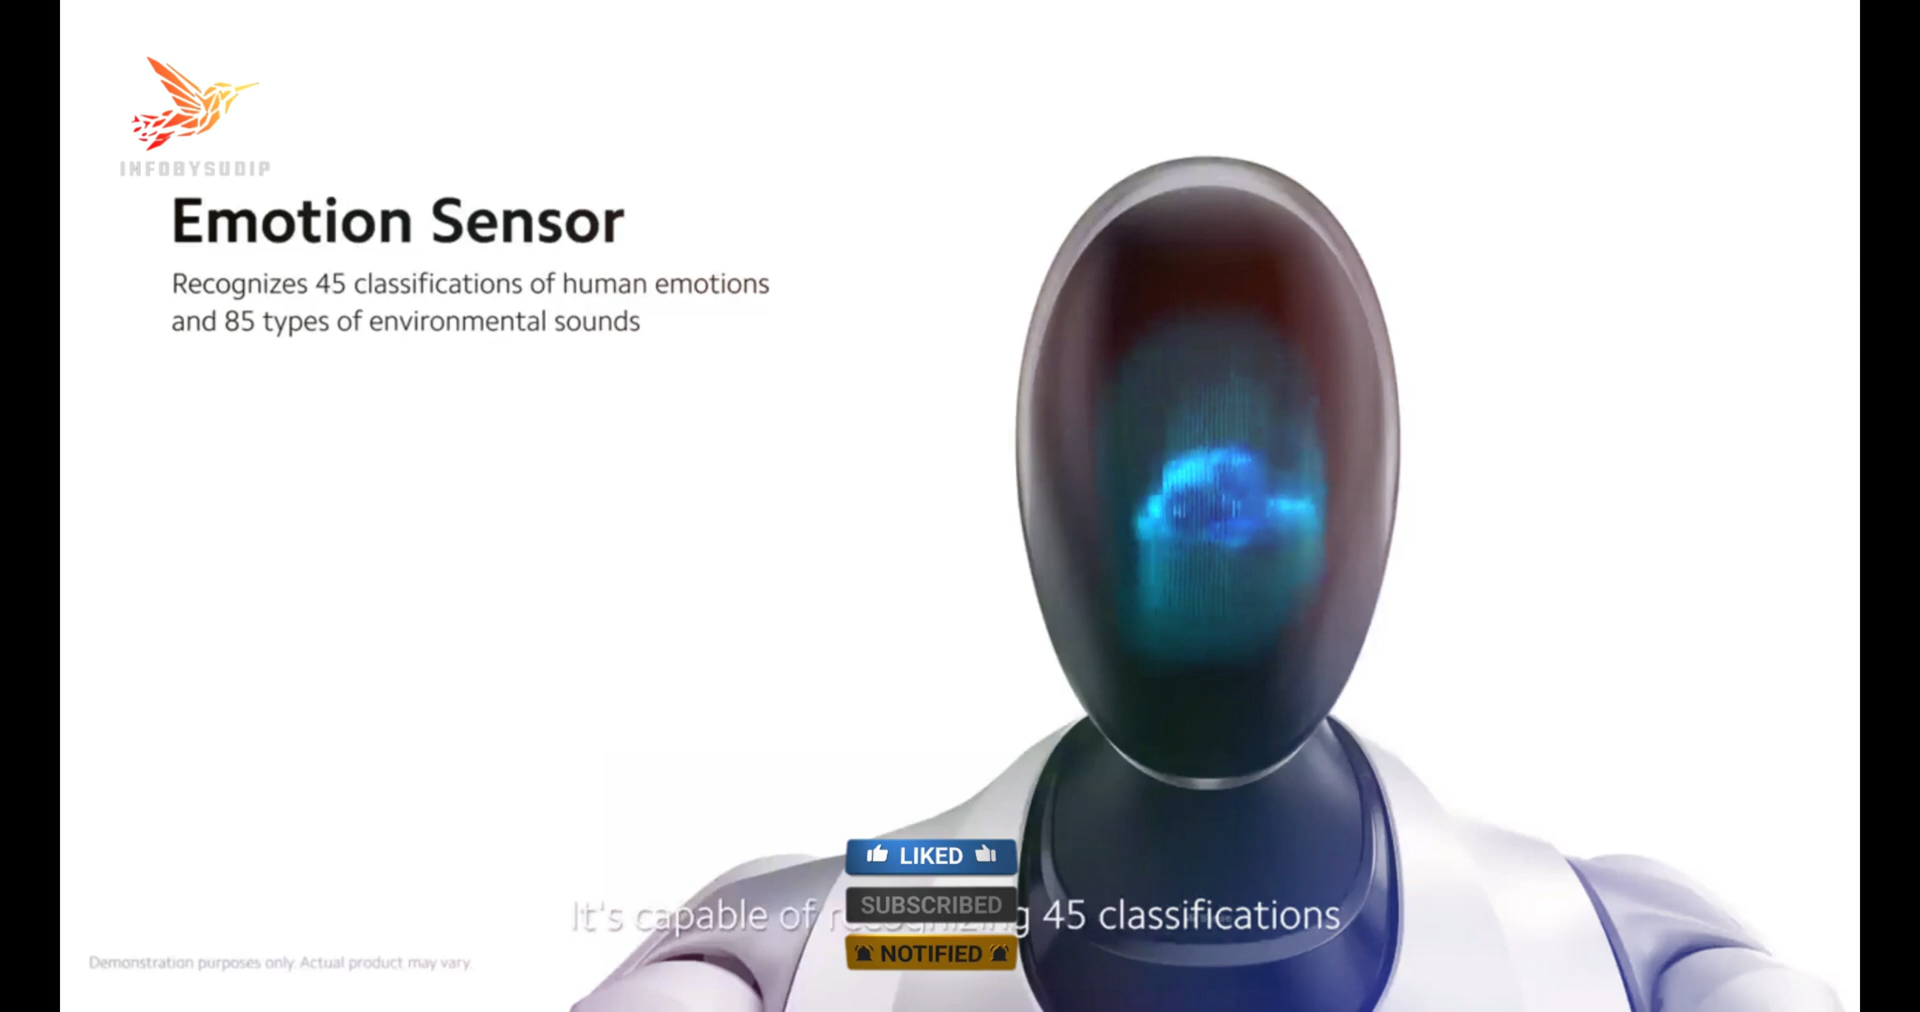 INFOBYSUDIP
Emotion Sensor
Recognizes 45 classifications of human emotions
and 85 types of environmental sounds
LIKED
SUBSCRIBED
It's capable of recognizing 45 classifications
NOTIFIED
Demonstration purposes only. Actual product may vary.